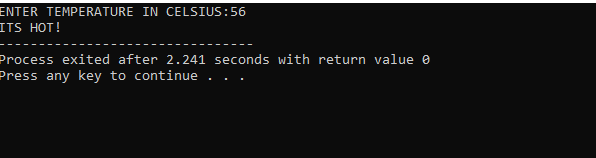 ENTER TEMPERATURE IN CELSIUS:56
ITS HOT!
--------------------------------
Process exited after 2.241 seconds with return value 0
Press any key to continue . . .